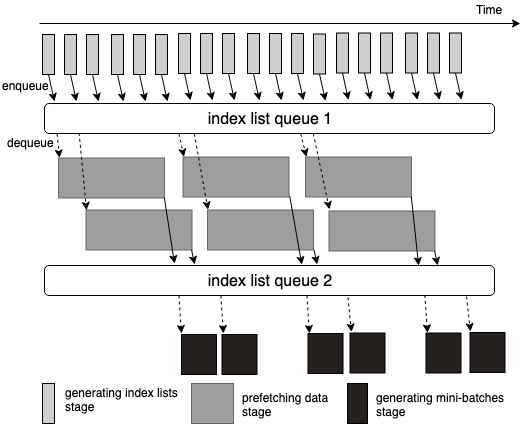 Time
enqueue
index list queue 1
dequeue
index list queue 2
generating index lists
stage
prefetching data
stage
generating mini-batches
stage